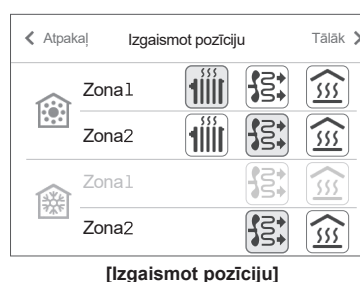 Atpakaļ Izgaismot pozīciju Tālāk
Zona1
Zona2
Zona1
Zona2
[Izgaismot pozīciju]